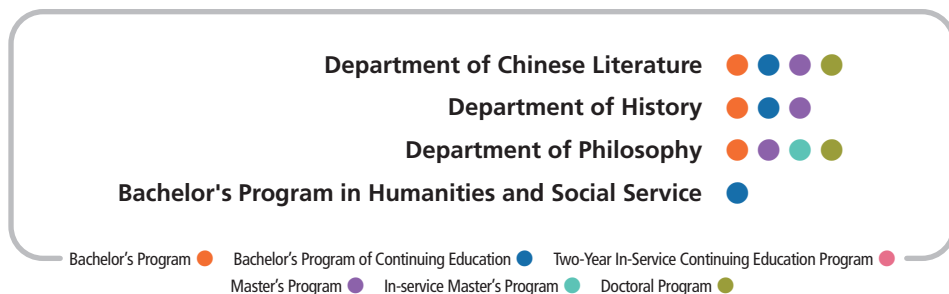 Department of Chinese Literature
Department of History
Department of Philosophy
Bachelor's Program in Humanities and Social Service
Bachelor’s Program Bachelor’s Program of Continuing Education Two-Year In-Service Continuing Education Program
Master’s Program In-service Master’s Program Doctoral Program